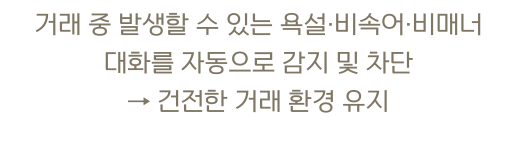 거래 중 발생할 수 있는 욕설·비속어·비매너
대화를 자동으로 감지 및 차단
→ 건전한 거래 환경 유지